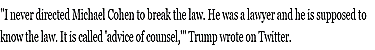 "I never directed Michael Cohen to break the law. He was a lawyer and he is supposed to
know the law. It is called 'advice of counsel,'" Trump wrote on Twitter.